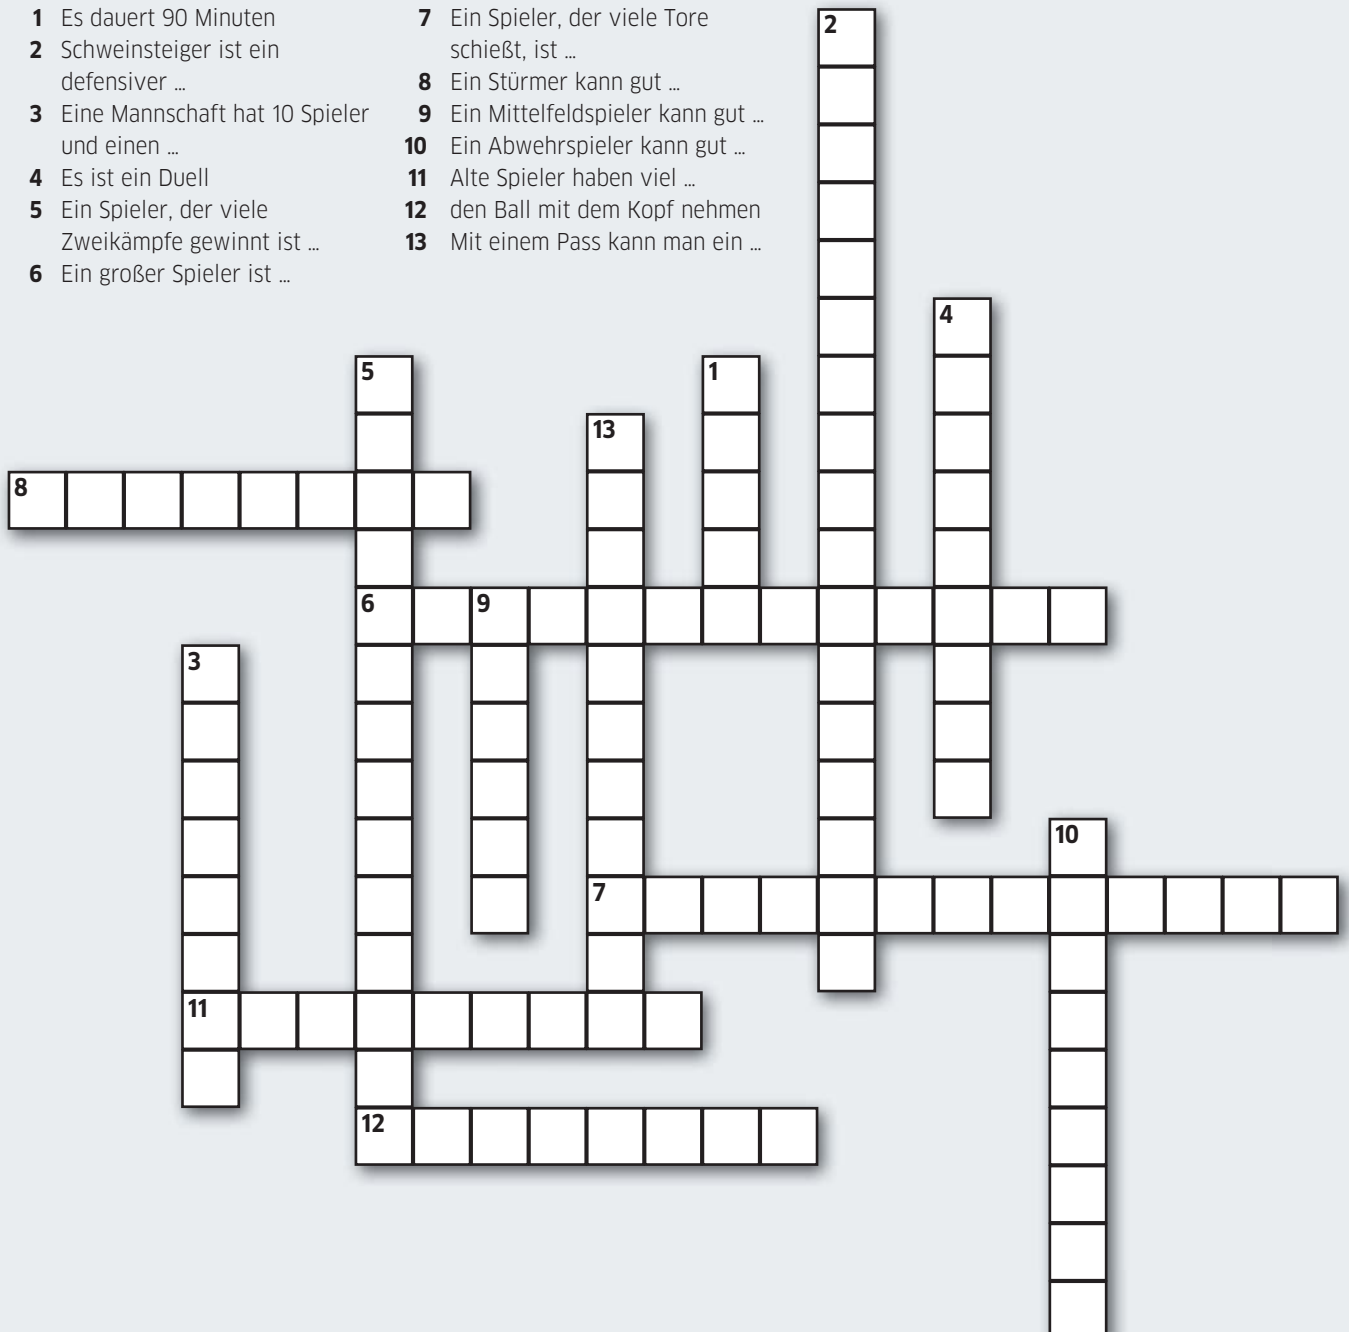 1 Es dauert 90 Minuten
2 Schweinsteiger ist ein
defensiver ...
3 Eine Mannschaft hat 10 Spieler
und einen ...
4 Es ist ein Duell
5 Ein Spieler, der viele
Zweikämpfe gewinnt ist ...
6 Ein großer Spieler ist ...
7 Ein Spieler, der viele Tore
schießt, ist ...
8 Ein Stürmer kann gut ...
9 Ein Mittelfeldspieler kann gut ...
10 Ein Abwehrspieler kann gut ...
11 Alte Spieler haben viel ...
12 den Ball mit dem Kopf nehmen
13 Mit einem Pass kann man ein ...
2
4
5
1
13
8
6
9
3
10
7
11
12